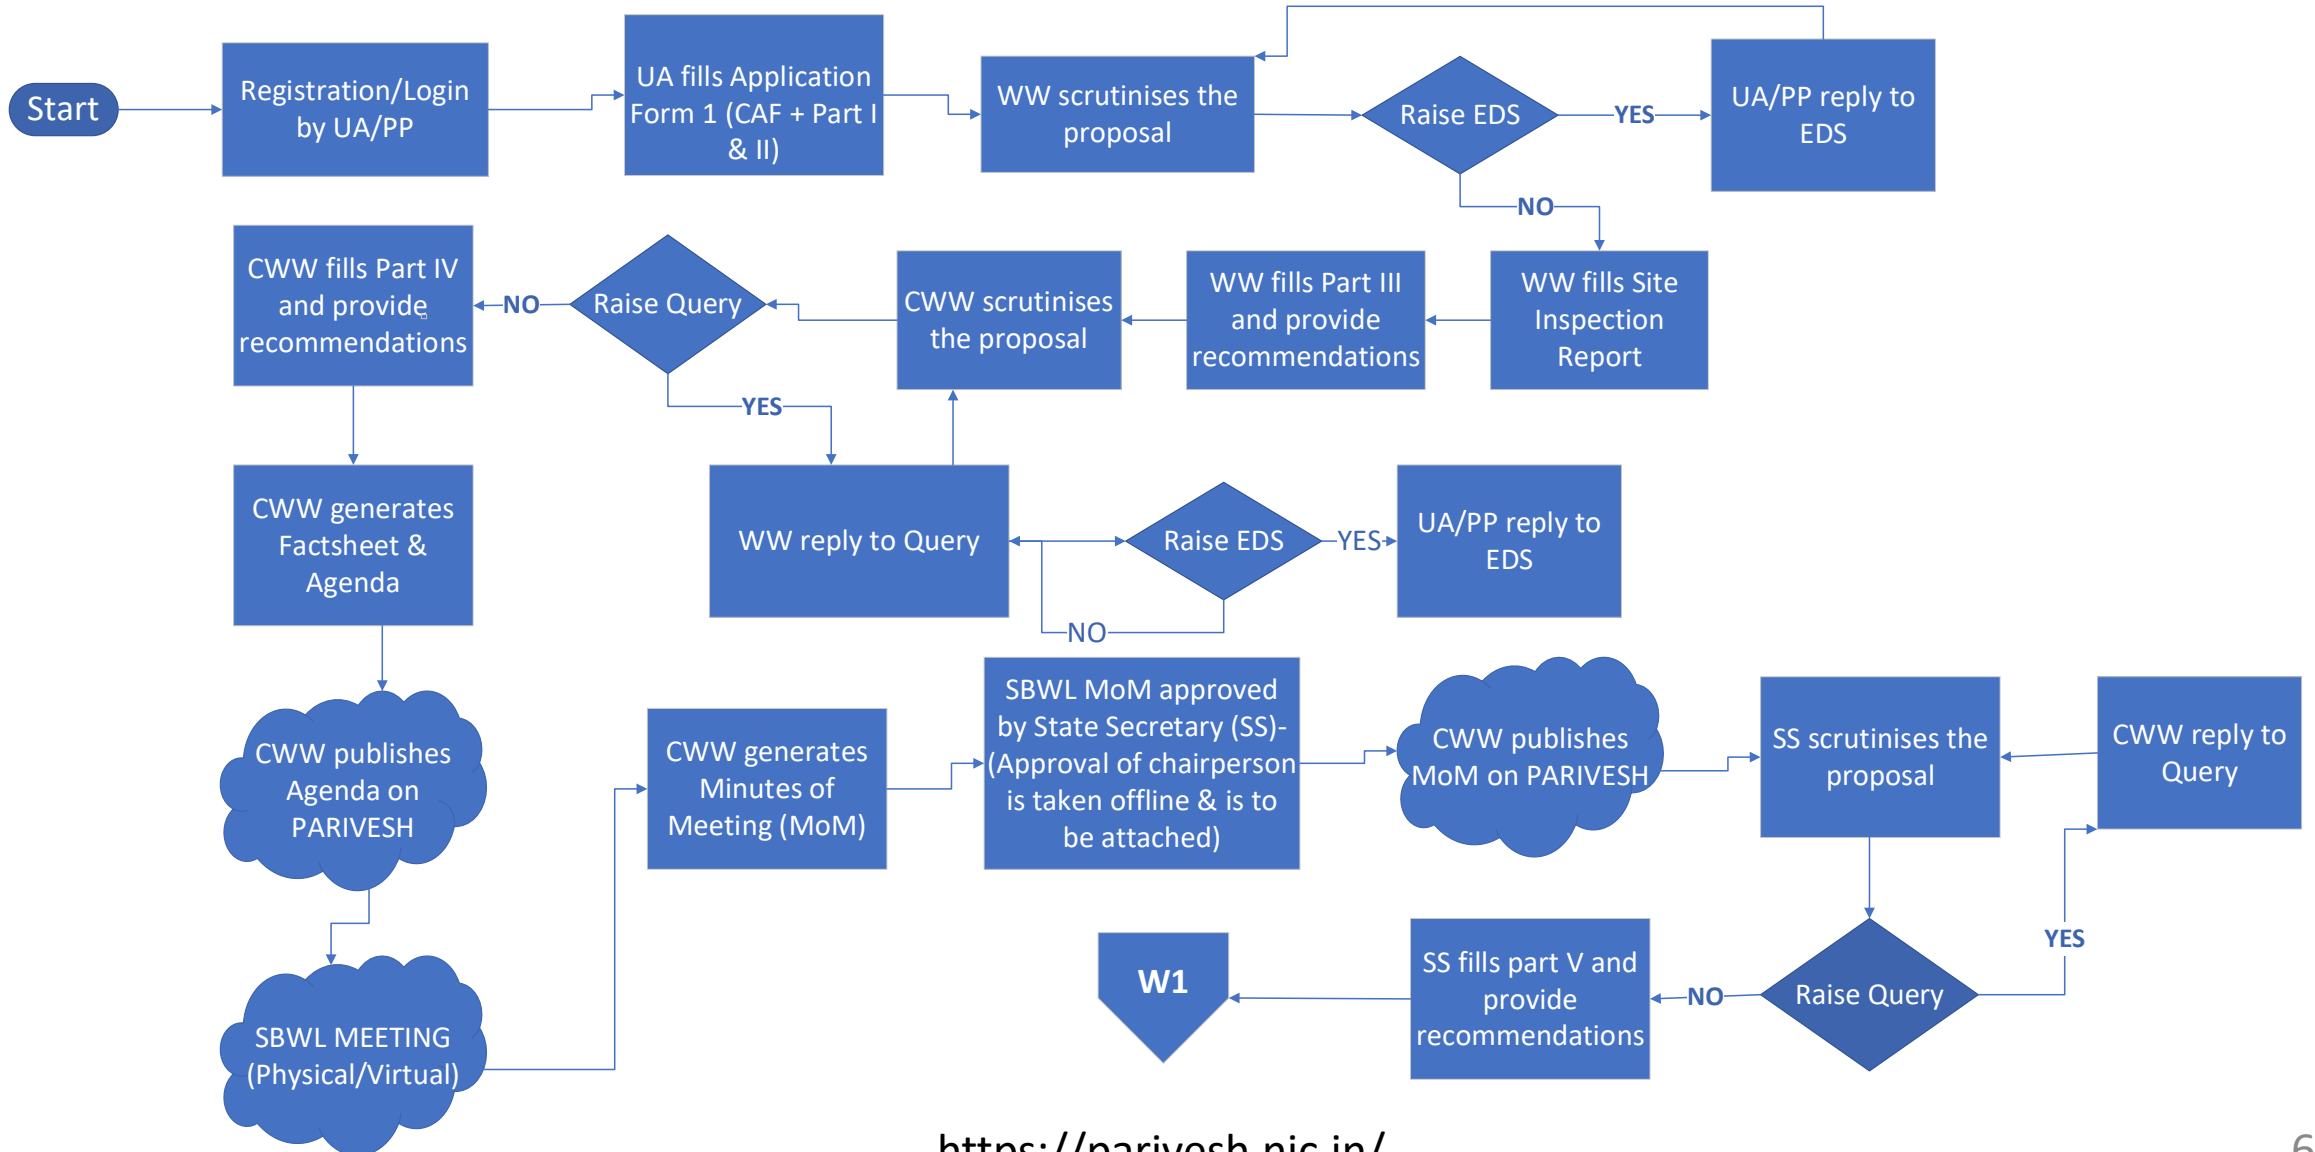 Start
Registration/Login
by UA/PP
UA fills Application
Form 1 (CAF + Part I
& II)
WW scrutinises the
proposal
Raise EDS
YES
UA/PP reply to
EDS
NO
WW fills Site
Inspection
Report
WW fills Part III
and provide
recommendations
CWW scrutinises
the proposal
Raise Query
NO
CWW fills Part IV
and provide
recommendations
YES
WW reply to Query
Raise EDS
YES
UA/PP reply to
EDS
NO
CWW generates
Factsheet &
Agenda
CWW publishes
Agenda on
PARIVESH
SBWL MEETING
(Physical/Virtual)
CWW generates
Minutes of
Meeting (MoM)
SBWL MoM approved
by State Secretary (SS)-
(Approval of chairperson
is taken offline & is to
be attached)
CWW publishes
MoM on PARIVESH
SS scrutinises the
proposal
CWW reply to
Query
YES
Raise Query
NO
SS fills part V and
provide
recommendations
W1
https://parivesh.nic.in/
6